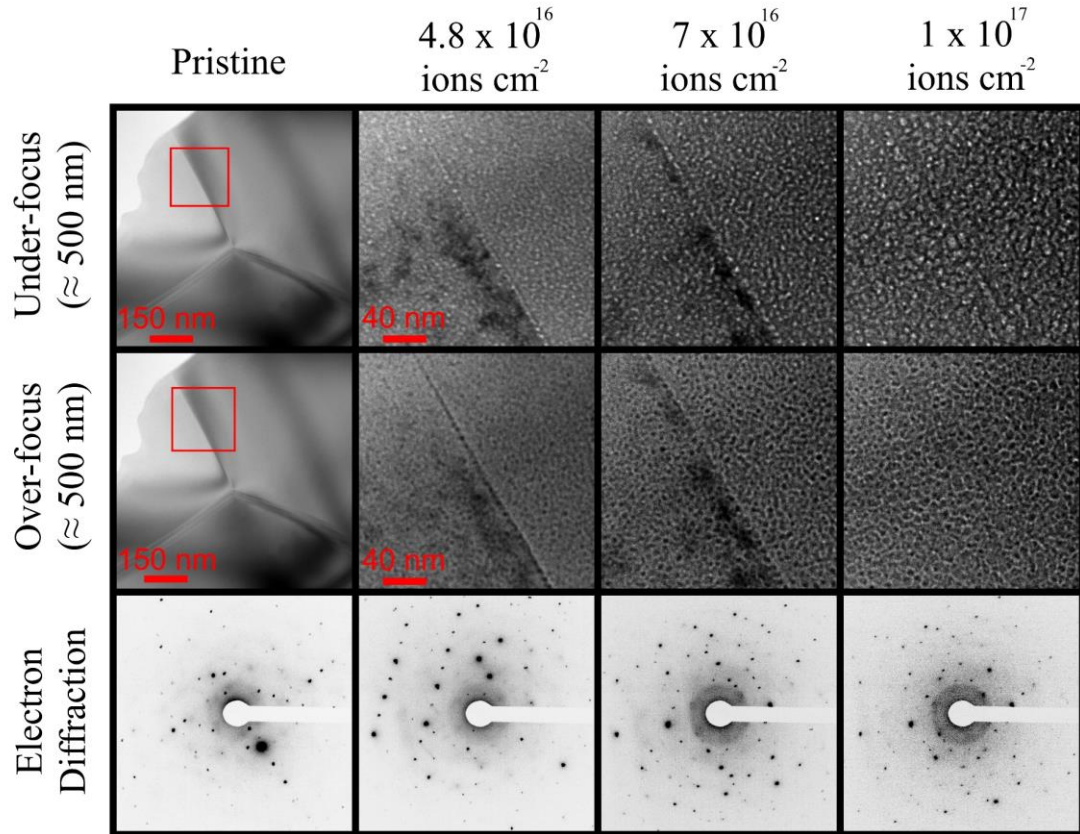 Pristine
4.8 x 10^16
ions cm^-2
7 x 10^16
ions cm^-2
1 x 10^17
ions cm^-2
Under-focus
(≈ 500 nm)
150 nm
40 nm
Over-focus
(≈ 500 nm)
150 nm
40 nm
Electron
Diffraction